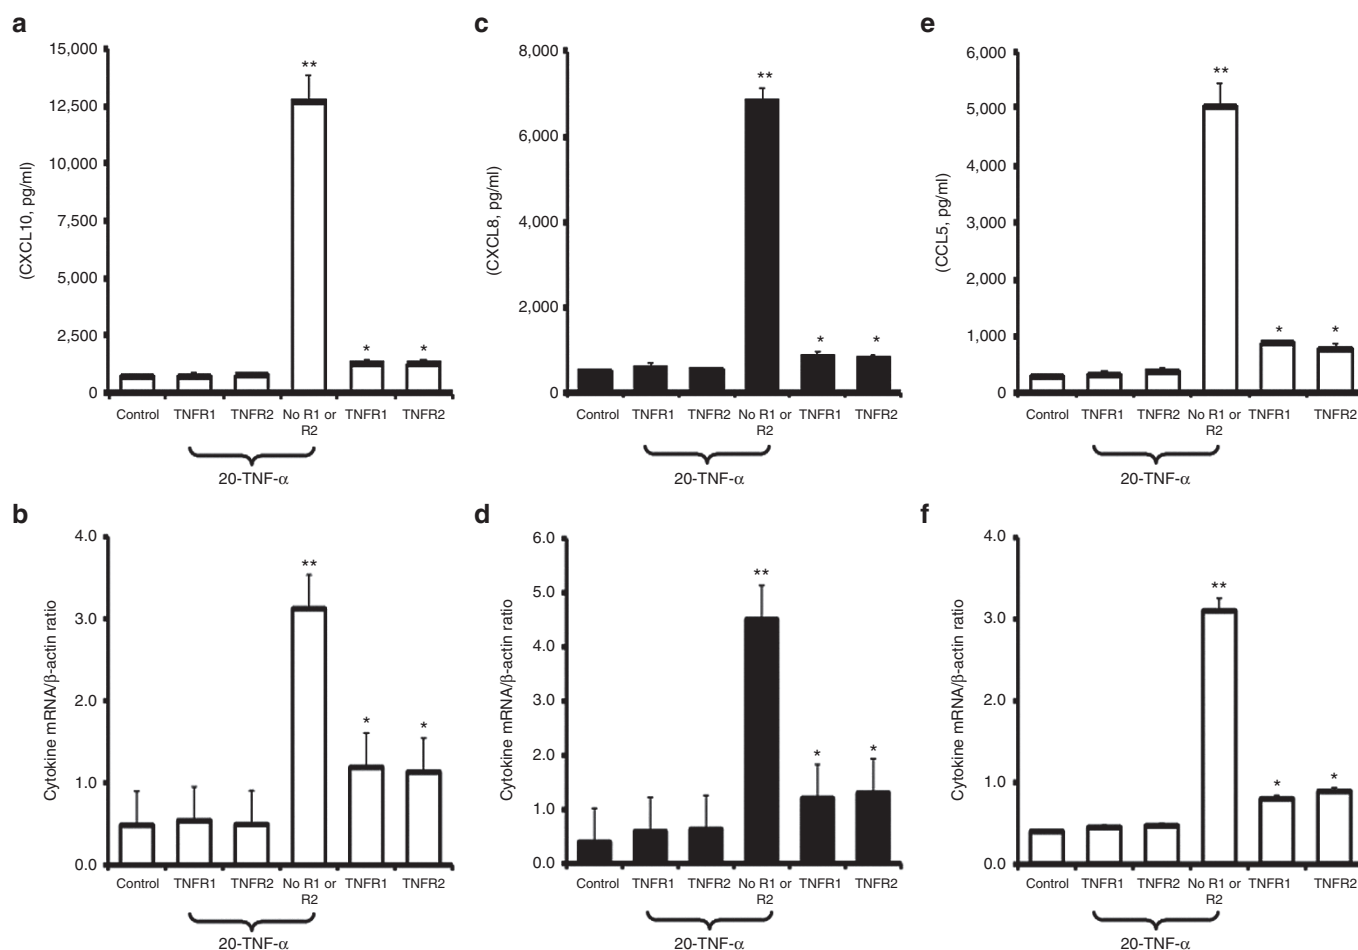 a
15,000
12,500
10,000
7,500
5,000
2,500
0
(CXCL10, pg/ml)
**
*
*
Control TNFR1 TNFR2 No R1 or TNFR1 TNFR2
R2
20-TNF-α
c
8,000
6,000
4,000
2,000
0
(CXCL8, pg/ml)
**
*
*
Control TNFR1 TNFR2 No R1 or TNFR1 TNFR2
R2
20-TNF-α
e
6,000
5,000
4,000
3,000
2,000
1,000
0
(CCL5, pg/ml)
**
*
*
Control TNFR1 TNFR2 No R1 or TNFR1 TNFR2
R2
20-TNF-α
b
4.0
3.0
2.0
1.0
0.0
Cytokine mRNA/β-actin ratio
**
*
*
Control TNFR1 TNFR2 No R1 or TNFR1 TNFR2
R2
20-TNF-α
d
6.0
5.0
4.0
3.0
2.0
1.0
0.0
Cytokine mRNA/β-actin ratio
**
*
*
Control TNFR1 TNFR2 No R1 or TNFR1 TNFR2
R2
20-TNF-α
f
4.0
3.0
2.0
1.0
0.0
Cytokine mRNA/β-actin ratio
**
*
*
Control TNFR1 TNFR2 No R1 or TNFR1 TNFR2
R2
20-TNF-α